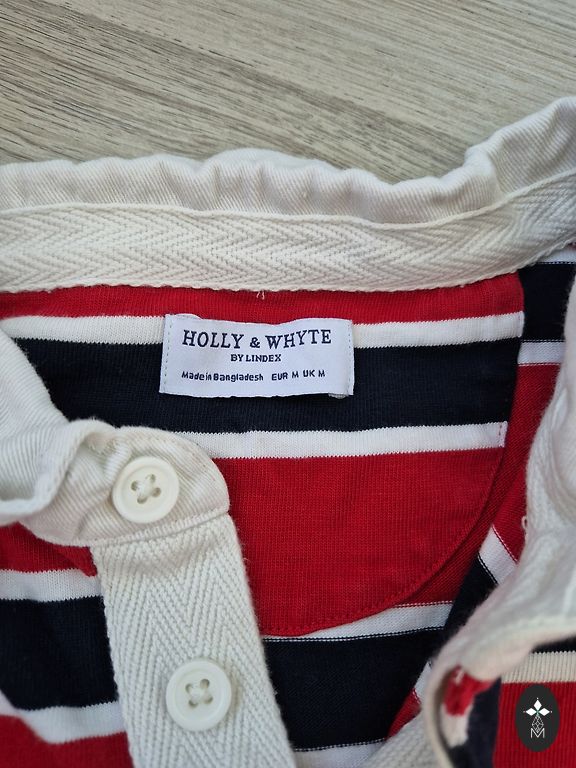 HOLLY & WHYTE
BY LINDEX
Made in Bangladesh EUR M UK M
M